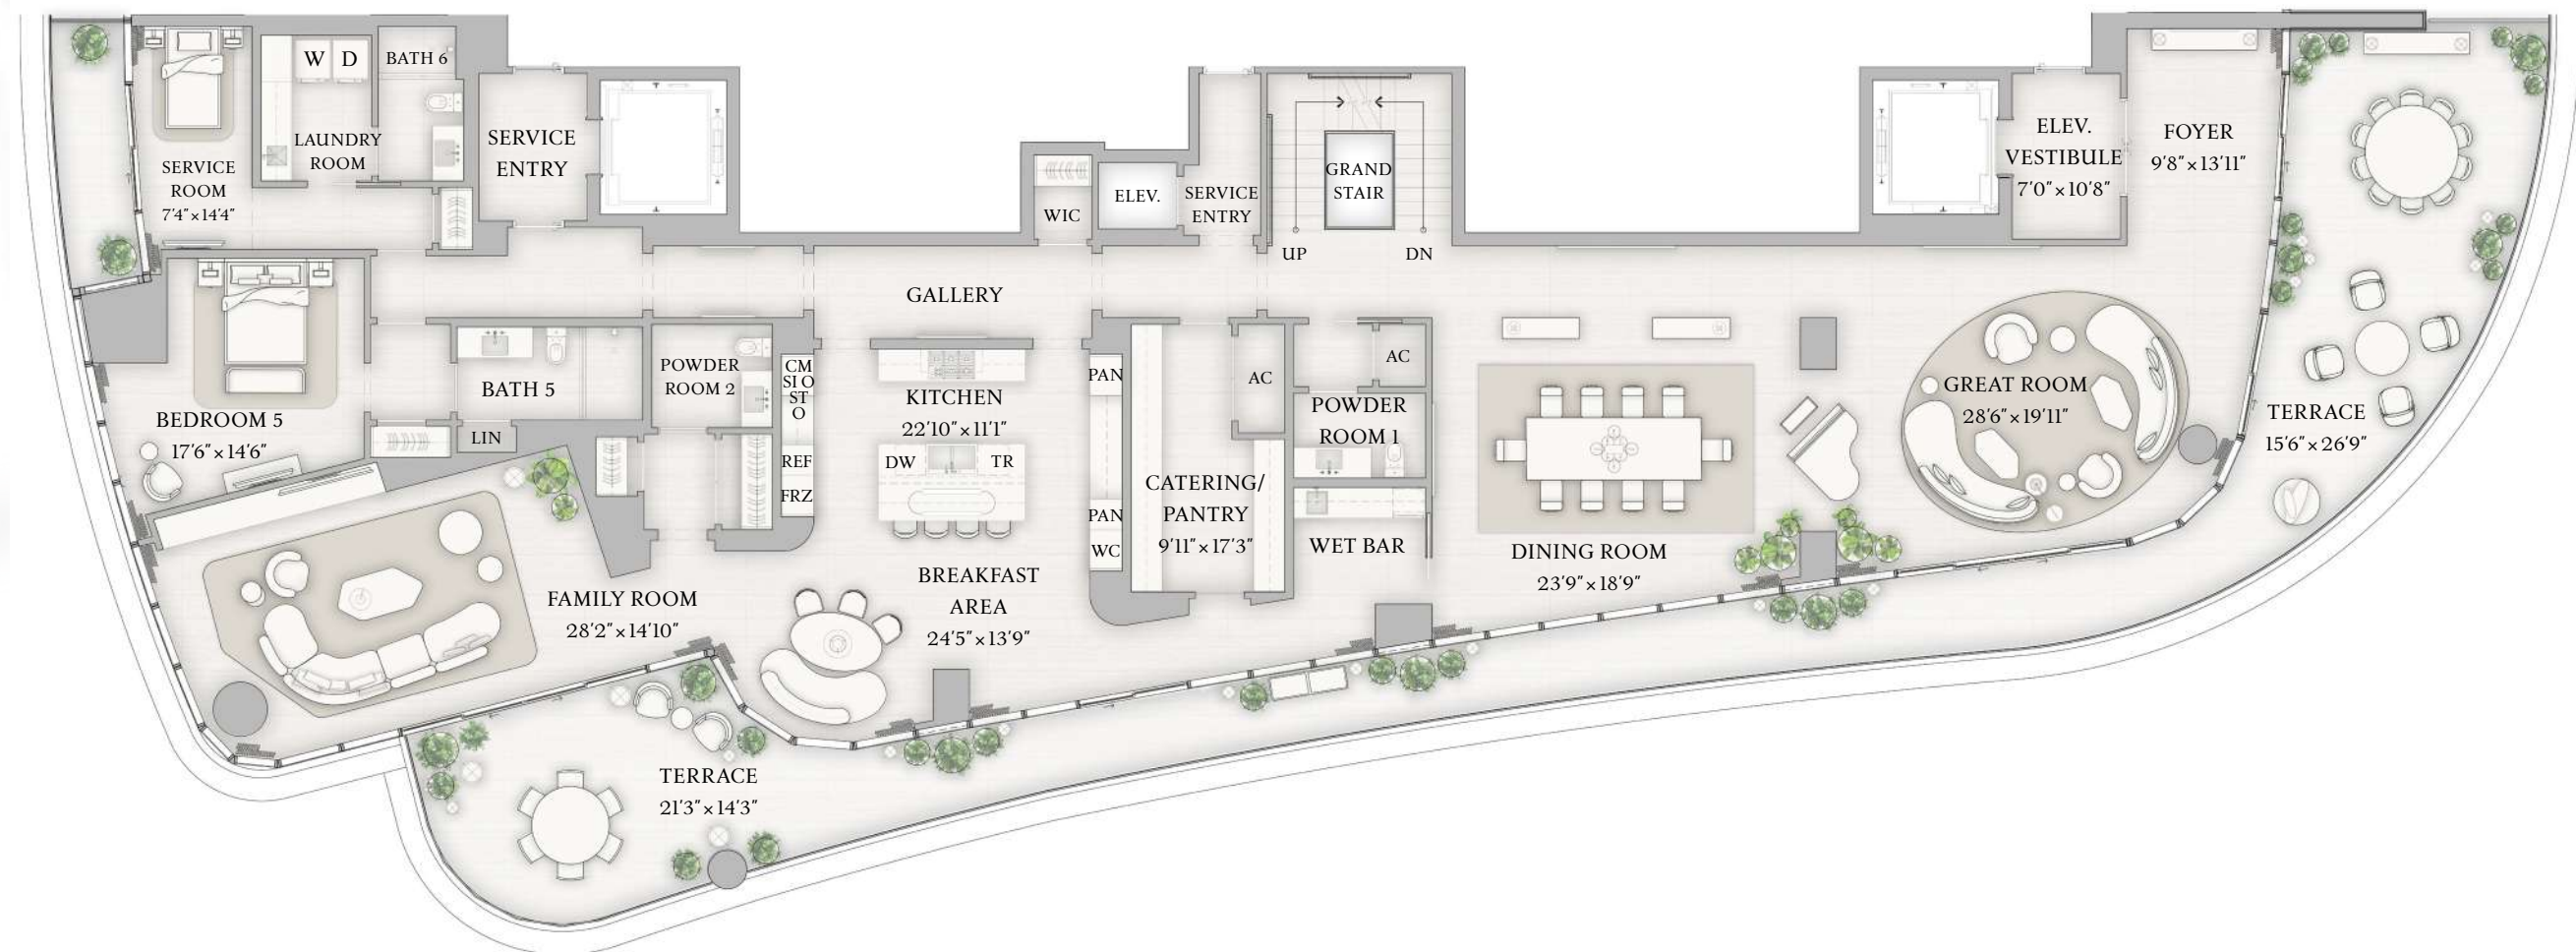 W
D
BATH 6
LAUNDRY
ROOM
SERVICE
ROOM
7'4"×14'4"
SERVICE
ENTRY
WIC
ELEV.
SERVICE
ENTRY
GRAND
STAIR
UP
DN
ELEV.
VESTIBULE
7'0"×10'8"
FOYER
9'8"×13'11"
GALLERY
BEDROOM 5
17'6"×14'6"
BATH 5
LIN
POWDER
ROOM 2
CM
SI O
ST
O
REF
FRZ
KITCHEN
22'10"×11'1"
DW
TR
PAN
PAN
WC
CATERING/
PANTRY
9'11"×17'3"
AC
AC
POWDER
ROOM 1
WET BAR
DINING ROOM
23'9"×18'9"
GREAT ROOM
28'6"×19'11"
TERRACE
15'6"×26'9"
FAMILY ROOM
28'2"×14'10"
BREAKFAST
AREA
24'5"×13'9"
TERRACE
21'3"×14'3"